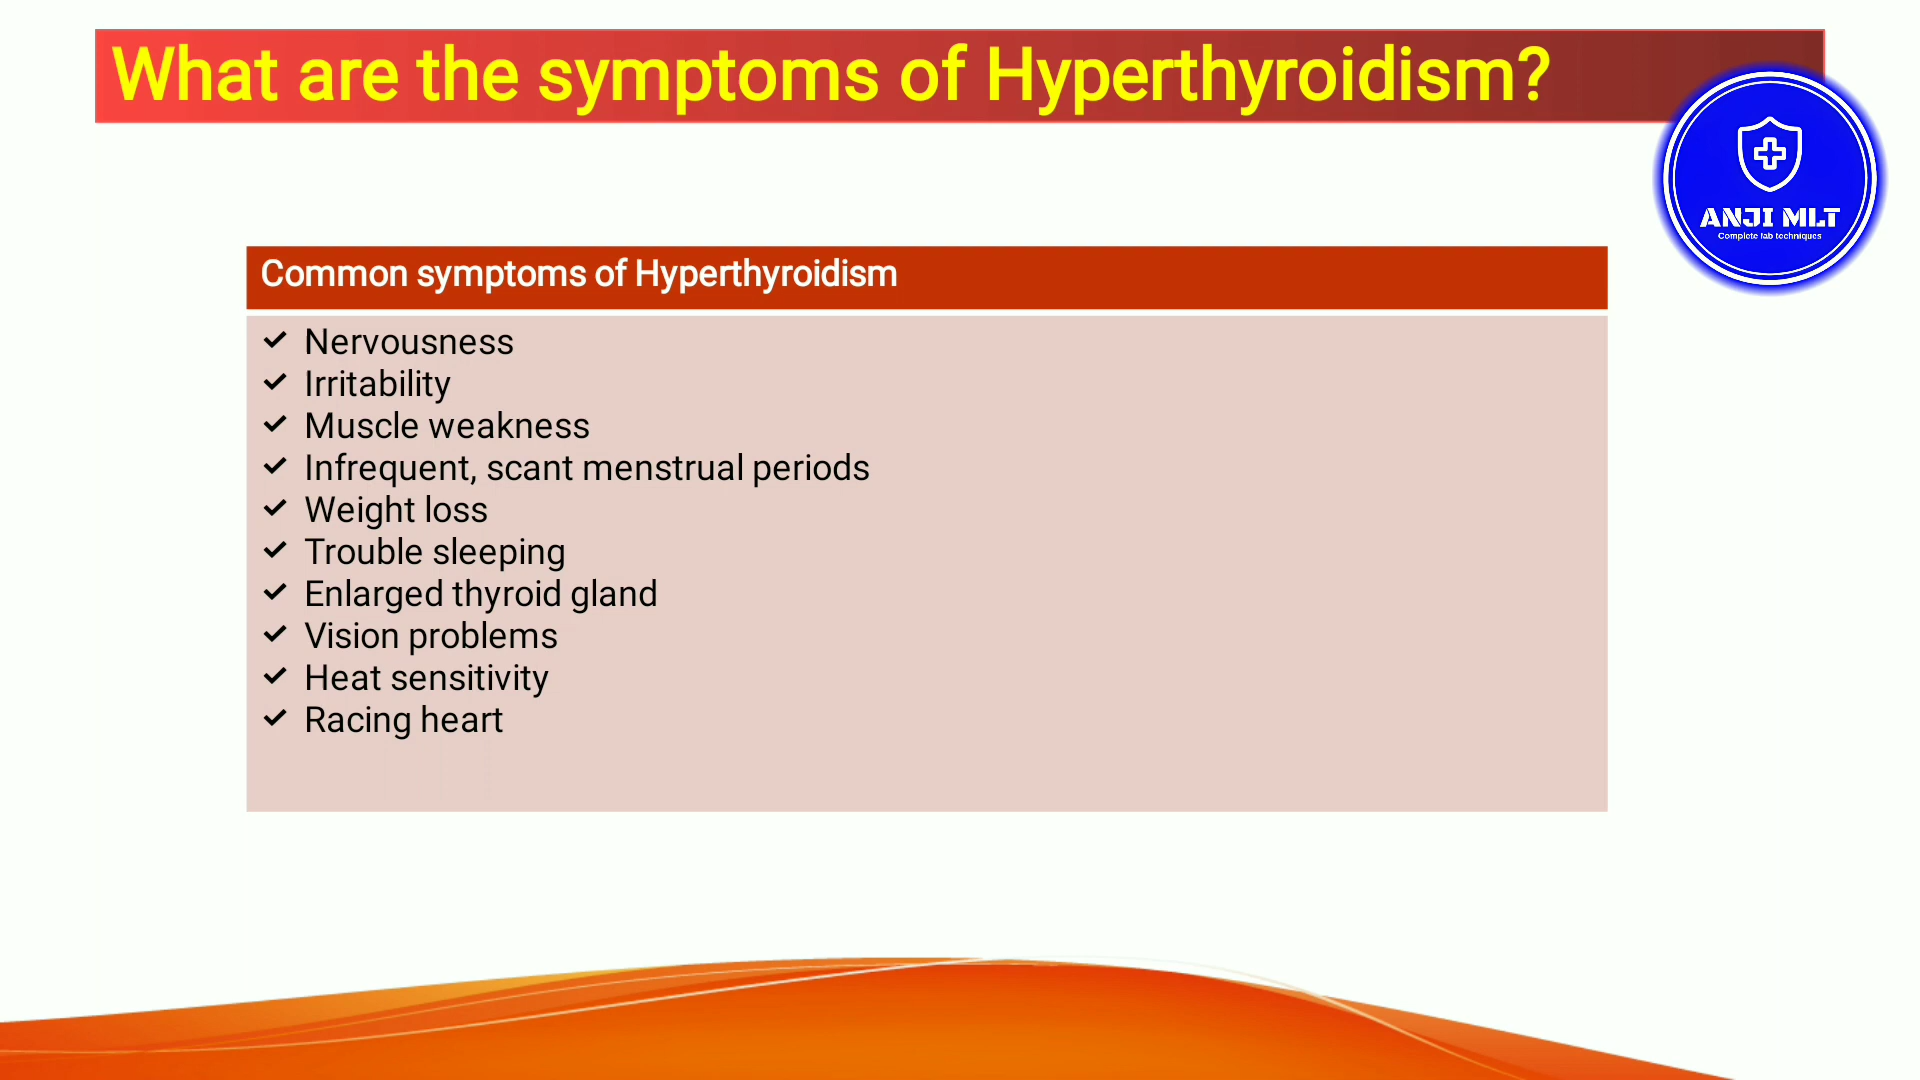 What are the symptoms of Hyperthyroidism?
ANJI MLT
Complete lab techniques
Common symptoms of Hyperthyroidism
✓ Nervousness
✓ Irritability
✓ Muscle weakness
✓ Infrequent, scant menstrual periods
✓ Weight loss
✓ Trouble sleeping
✓ Enlarged thyroid gland
✓ Vision problems
✓ Heat sensitivity
✓ Racing heart